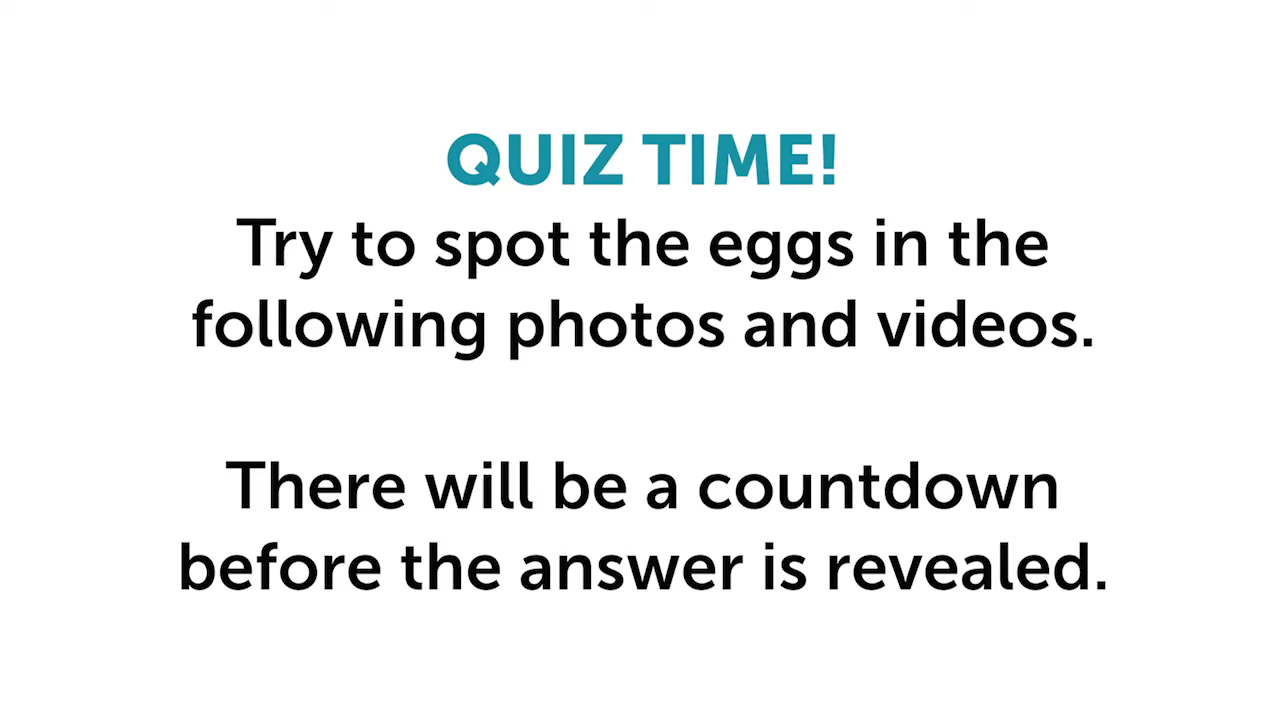 QUIZ TIME!
Try to spot the eggs in the
following photos and videos.
There will be a countdown
before the answer is revealed.